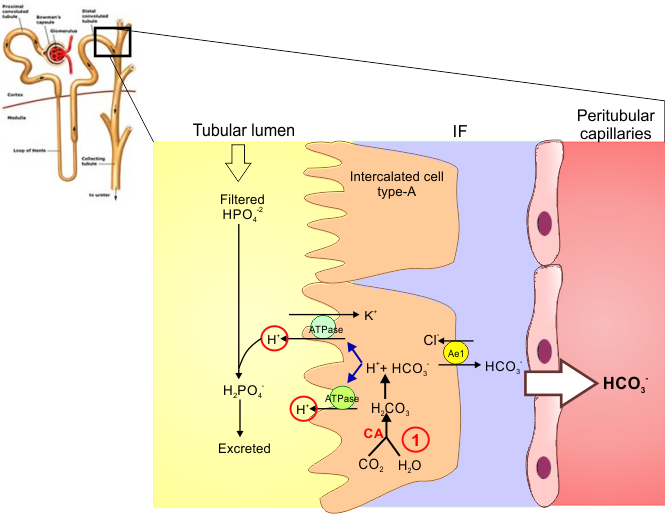 Proximal
convoluted
tubule
Bowman's
capsule
Glomerulus
Distal
convoluted
tubule
Cortex
Medulla
Loop of Henle
Collecting
tubule
to ureter
Tubular lumen
IF
Peritubular
capillaries
Intercalated cell
type-A
Filtered
HPO₄⁻²
K⁺
ATPase
H⁺
Cl⁻
Ae1
H⁺+ HCO₃⁻
HCO₃⁻
HCO₃⁻
H₂PO₄⁻
ATPase
H⁺
H₂CO₃
CA
1
CO₂
H₂O
Excreted